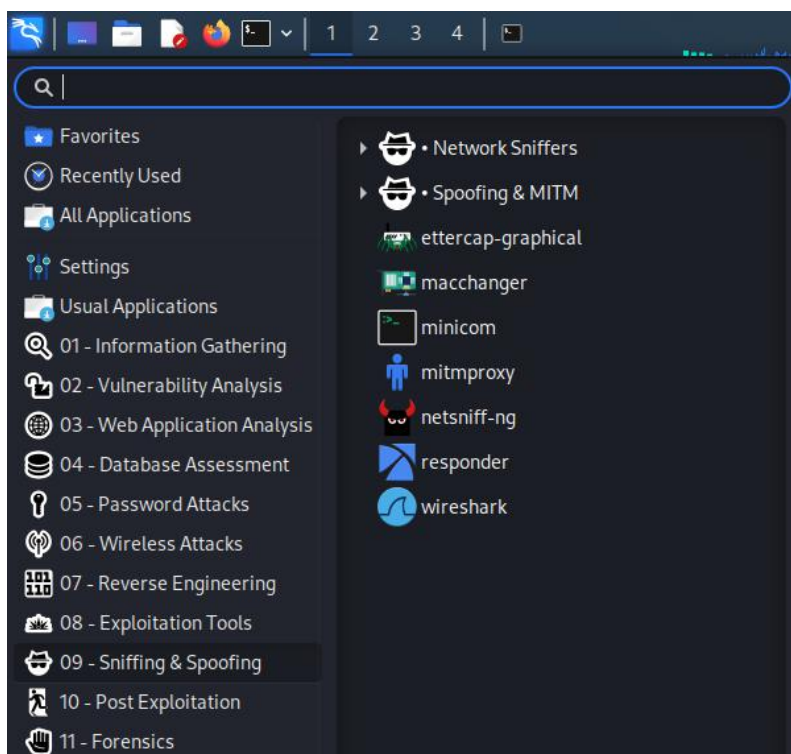 1 2 3 4
Favorites
Recently Used
All Applications
Settings
Usual Applications
01 - Information Gathering
02 - Vulnerability Analysis
03 - Web Application Analysis
04 - Database Assessment
05 - Password Attacks
06 - Wireless Attacks
07 - Reverse Engineering
08 - Exploitation Tools
09 - Sniffing & Spoofing
10 - Post Exploitation
11 - Forensics
• Network Sniffers
• Spoofing & MITM
ettercap-graphical
macchanger
minicom
mitmproxy
netsniff-ng
responder
wireshark